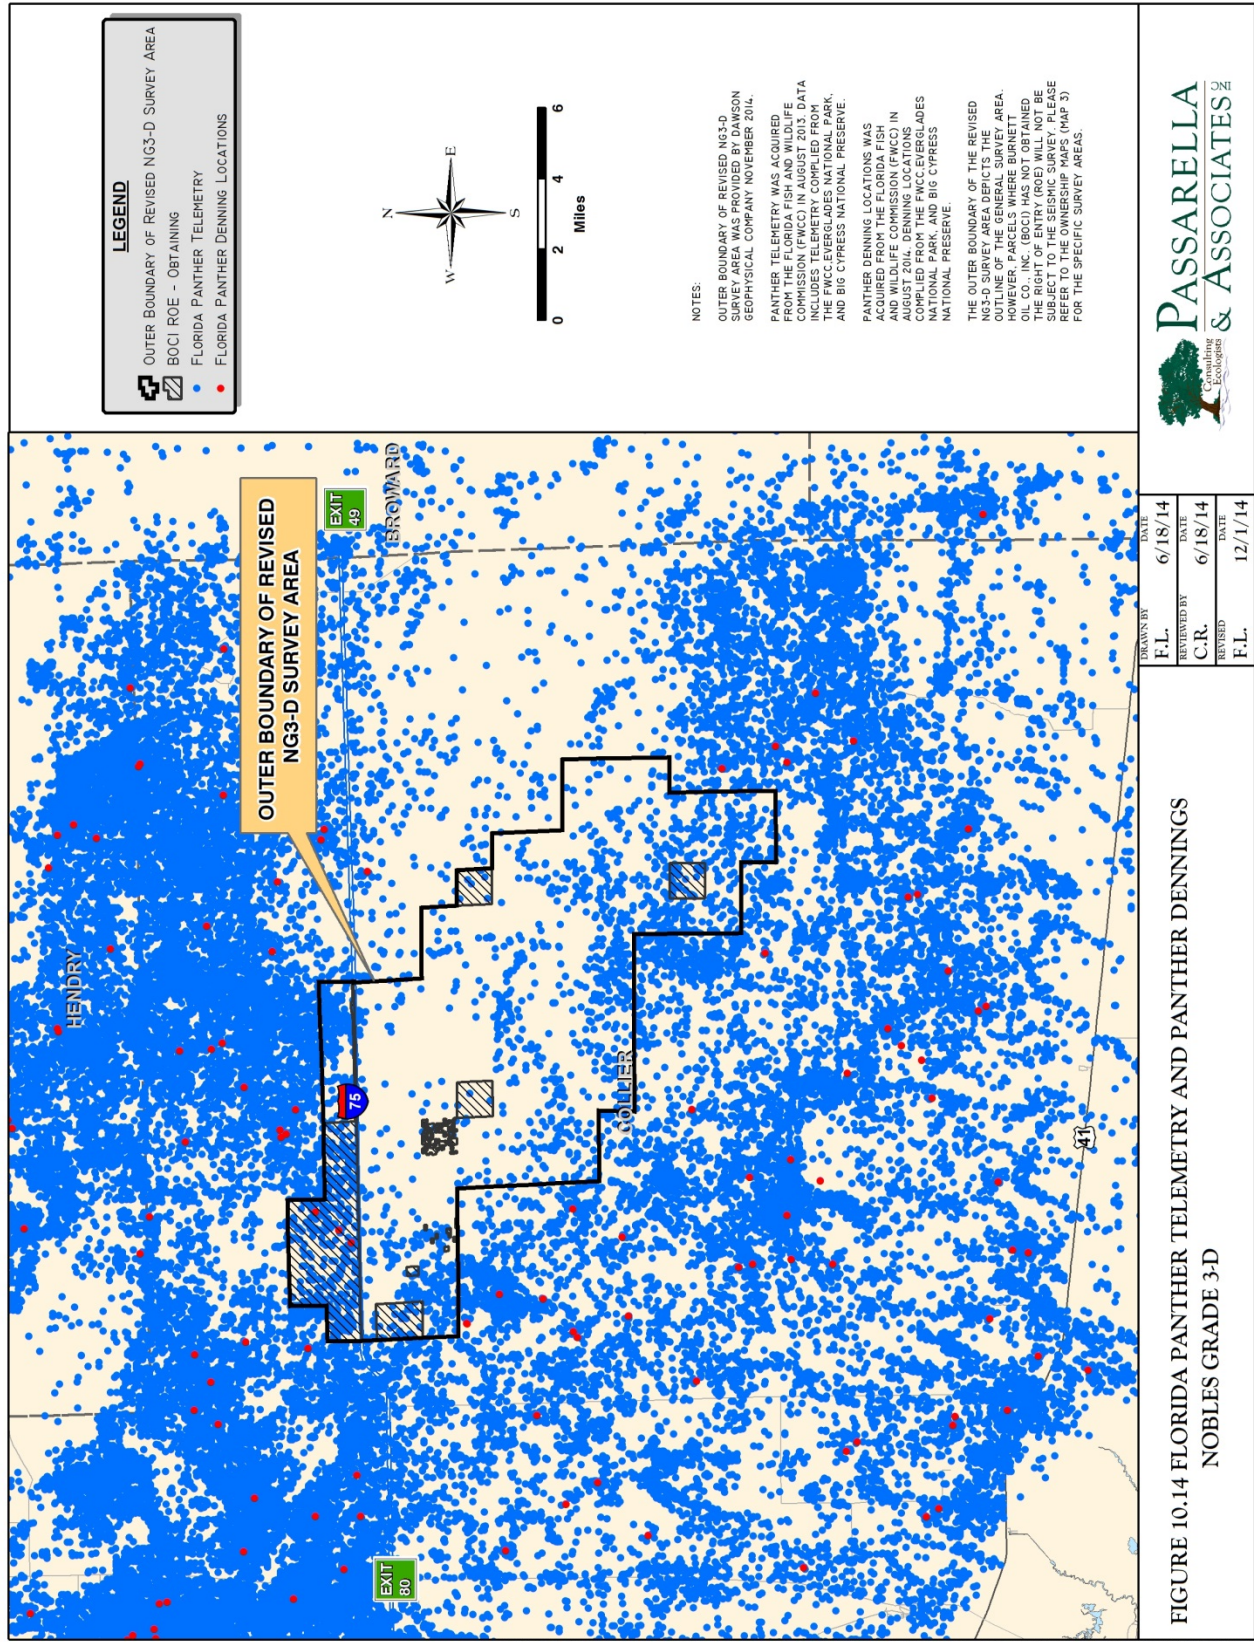 LEGEND
OUTER BOUNDARY OF REVISED NG3-D SURVEY AREA
BOCI ROE - OBTAINING
FLORIDA PANTHER TELEMETRY
FLORIDA PANTHER DENNING LOCATIONS
N
W
E
S
0 2 4 6
Miles
NOTES:
OUTER BOUNDARY OF REVISED NG3-D
SURVEY AREA WAS PROVIDED BY DAWSON
GEOPHYSICAL COMPANY NOVEMBER 2014.
PANTHER TELEMETRY WAS ACQUIRED
FROM THE FLORIDA FISH AND WILDLIFE
COMMISSION (FWCC) IN AUGUST 2013. DATA
INCLUDES TELEMETRY COMPLIED FROM
THE FWCC,EVERGLADES NATIONAL PARK,
AND BIG CYPRESS NATIONAL PRESERVE.
PANTHER DENNING LOCATIONS WAS
ACQUIRED FROM THE FLORIDA FISH
AND WILDLIFE COMMISSION (FWCC) IN
AUGUST 2014. DENNING LOCATIONS
COMPLIED FROM THE FWCC,EVERGLADES
NATIONAL PARK, AND BIG CYPRESS
NATIONAL PRESERVE.
THE OUTER BOUNDARY OF THE REVISED
NG3-D SURVEY AREA DEPICTS THE
OUTLINE OF THE GENERAL SURVEY AREA.
HOWEVER, PARCELS WHERE BURNETT
OIL CO., INC. (BOCI) HAS NOT OBTAINED
THE RIGHT OF ENTRY (ROE) WILL NOT BE
SUBJECT TO THE SEISMIC SURVEY. PLEASE
REFER TO THE OWNERSHIP MAPS (MAP 3)
FOR THE SPECIFIC SURVEY AREAS.
HENDRY
OUTER BOUNDARY OF REVISED
NG3-D SURVEY AREA
EXIT
49
BROWARD
75
EXIT
80
COLLIER
41
FIGURE 10.14 FLORIDA PANTHER TELEMETRY AND PANTHER DENNINGS
NOBLES GRADE 3-D
DRAWN BY DATE
F.L. 6/18/14
REVIEWED BY DATE
C.R. 6/18/14
REVISED DATE
F.L. 12/1/14
Consulting
Ecologists
PASSARELLA
& ASSOCIATES INC